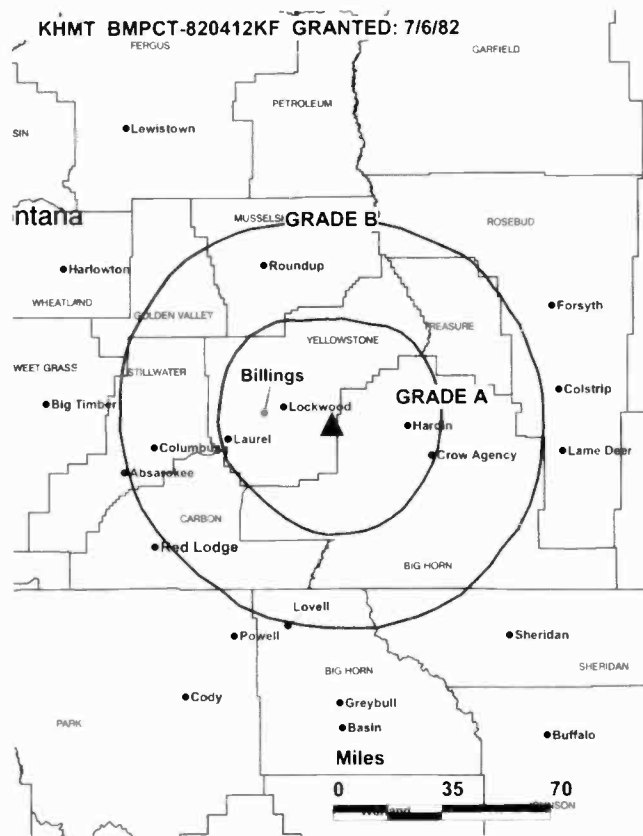 KHMT BMPCT-820412KF GRANTED: 7/6/82
FERGUS
GARFIELD
PETROLEUM
SIN
Lewistown
ntana
MUSSELSH
GRADE B
ROSEBUD
Roundup
Harlowton
WHEATLAND
GOLDEN VALLEY
Forsyth
TREASURE
YELLOWSTONE
WEET GRASS
STILLWATER
Billings
Colstrip
GRADE A
Big Timber
Lockwood
Hardin
Laurel
Columbus
Lame Deer
Crow Agency
Absarokee
CARBON
Red Lodge
BIG HORN
Lovell
Powell
Sheridan
SHERIDAN
BIG HORN
Cody
Greybull
PARK
Basin
Buffalo
Miles
0 35 70